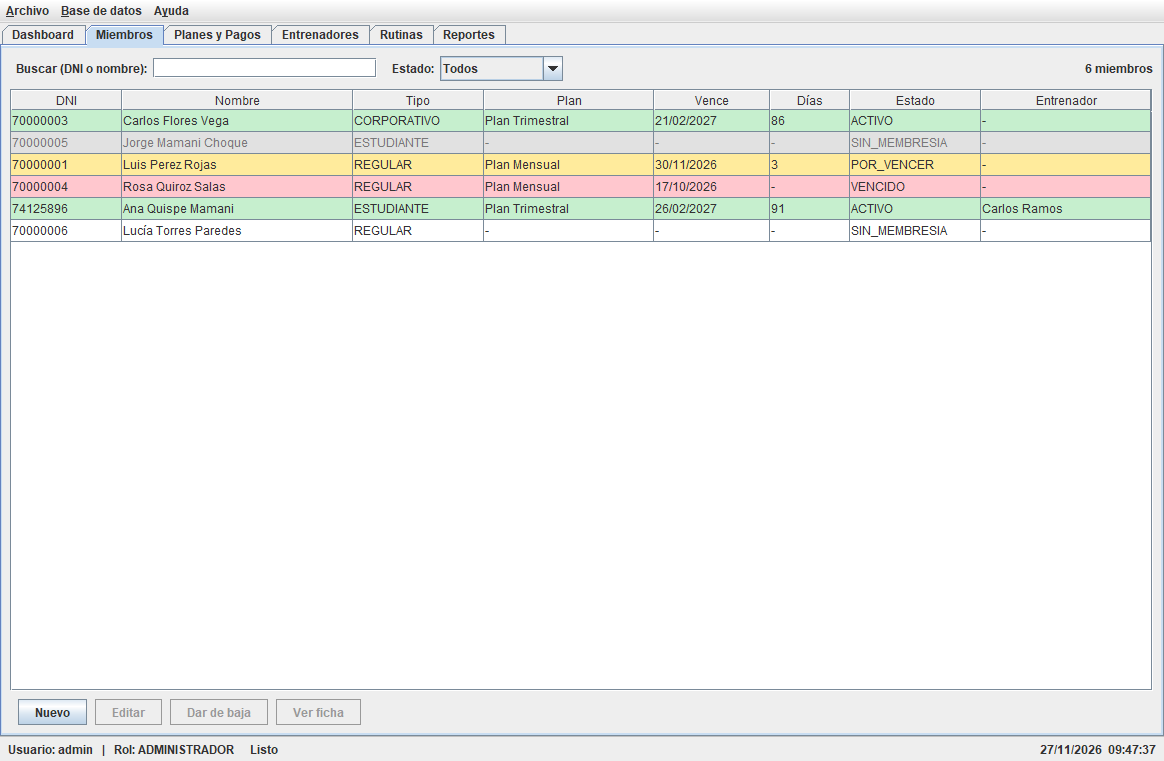 Archivo Base de datos Ayuda
Dashboard Miembros Planes y Pagos Entrenadores Rutinas Reportes
Buscar (DNI o nombre): Estado: Todos 6 miembros
DNI Nombre Tipo Plan Vence Días Estado Entrenador
70000003 Carlos Flores Vega CORPORATIVO Plan Trimestral 21/02/2027 86 ACTIVO -
70000005 Jorge Mamani Choque ESTUDIANTE - - - SIN_MEMBRESIA -
70000001 Luis Perez Rojas REGULAR Plan Mensual 30/11/2026 3 POR_VENCER -
70000004 Rosa Quiroz Salas REGULAR Plan Mensual 17/10/2026 - VENCIDO -
74125896 Ana Quispe Mamani ESTUDIANTE Plan Trimestral 26/02/2027 91 ACTIVO Carlos Ramos
70000006 Lucía Torres Paredes REGULAR - - - SIN_MEMBRESIA -
Nuevo Editar Dar de baja Ver ficha
Usuario: admin | Rol: ADMINISTRADOR Listo 27/11/2026 09:47:37